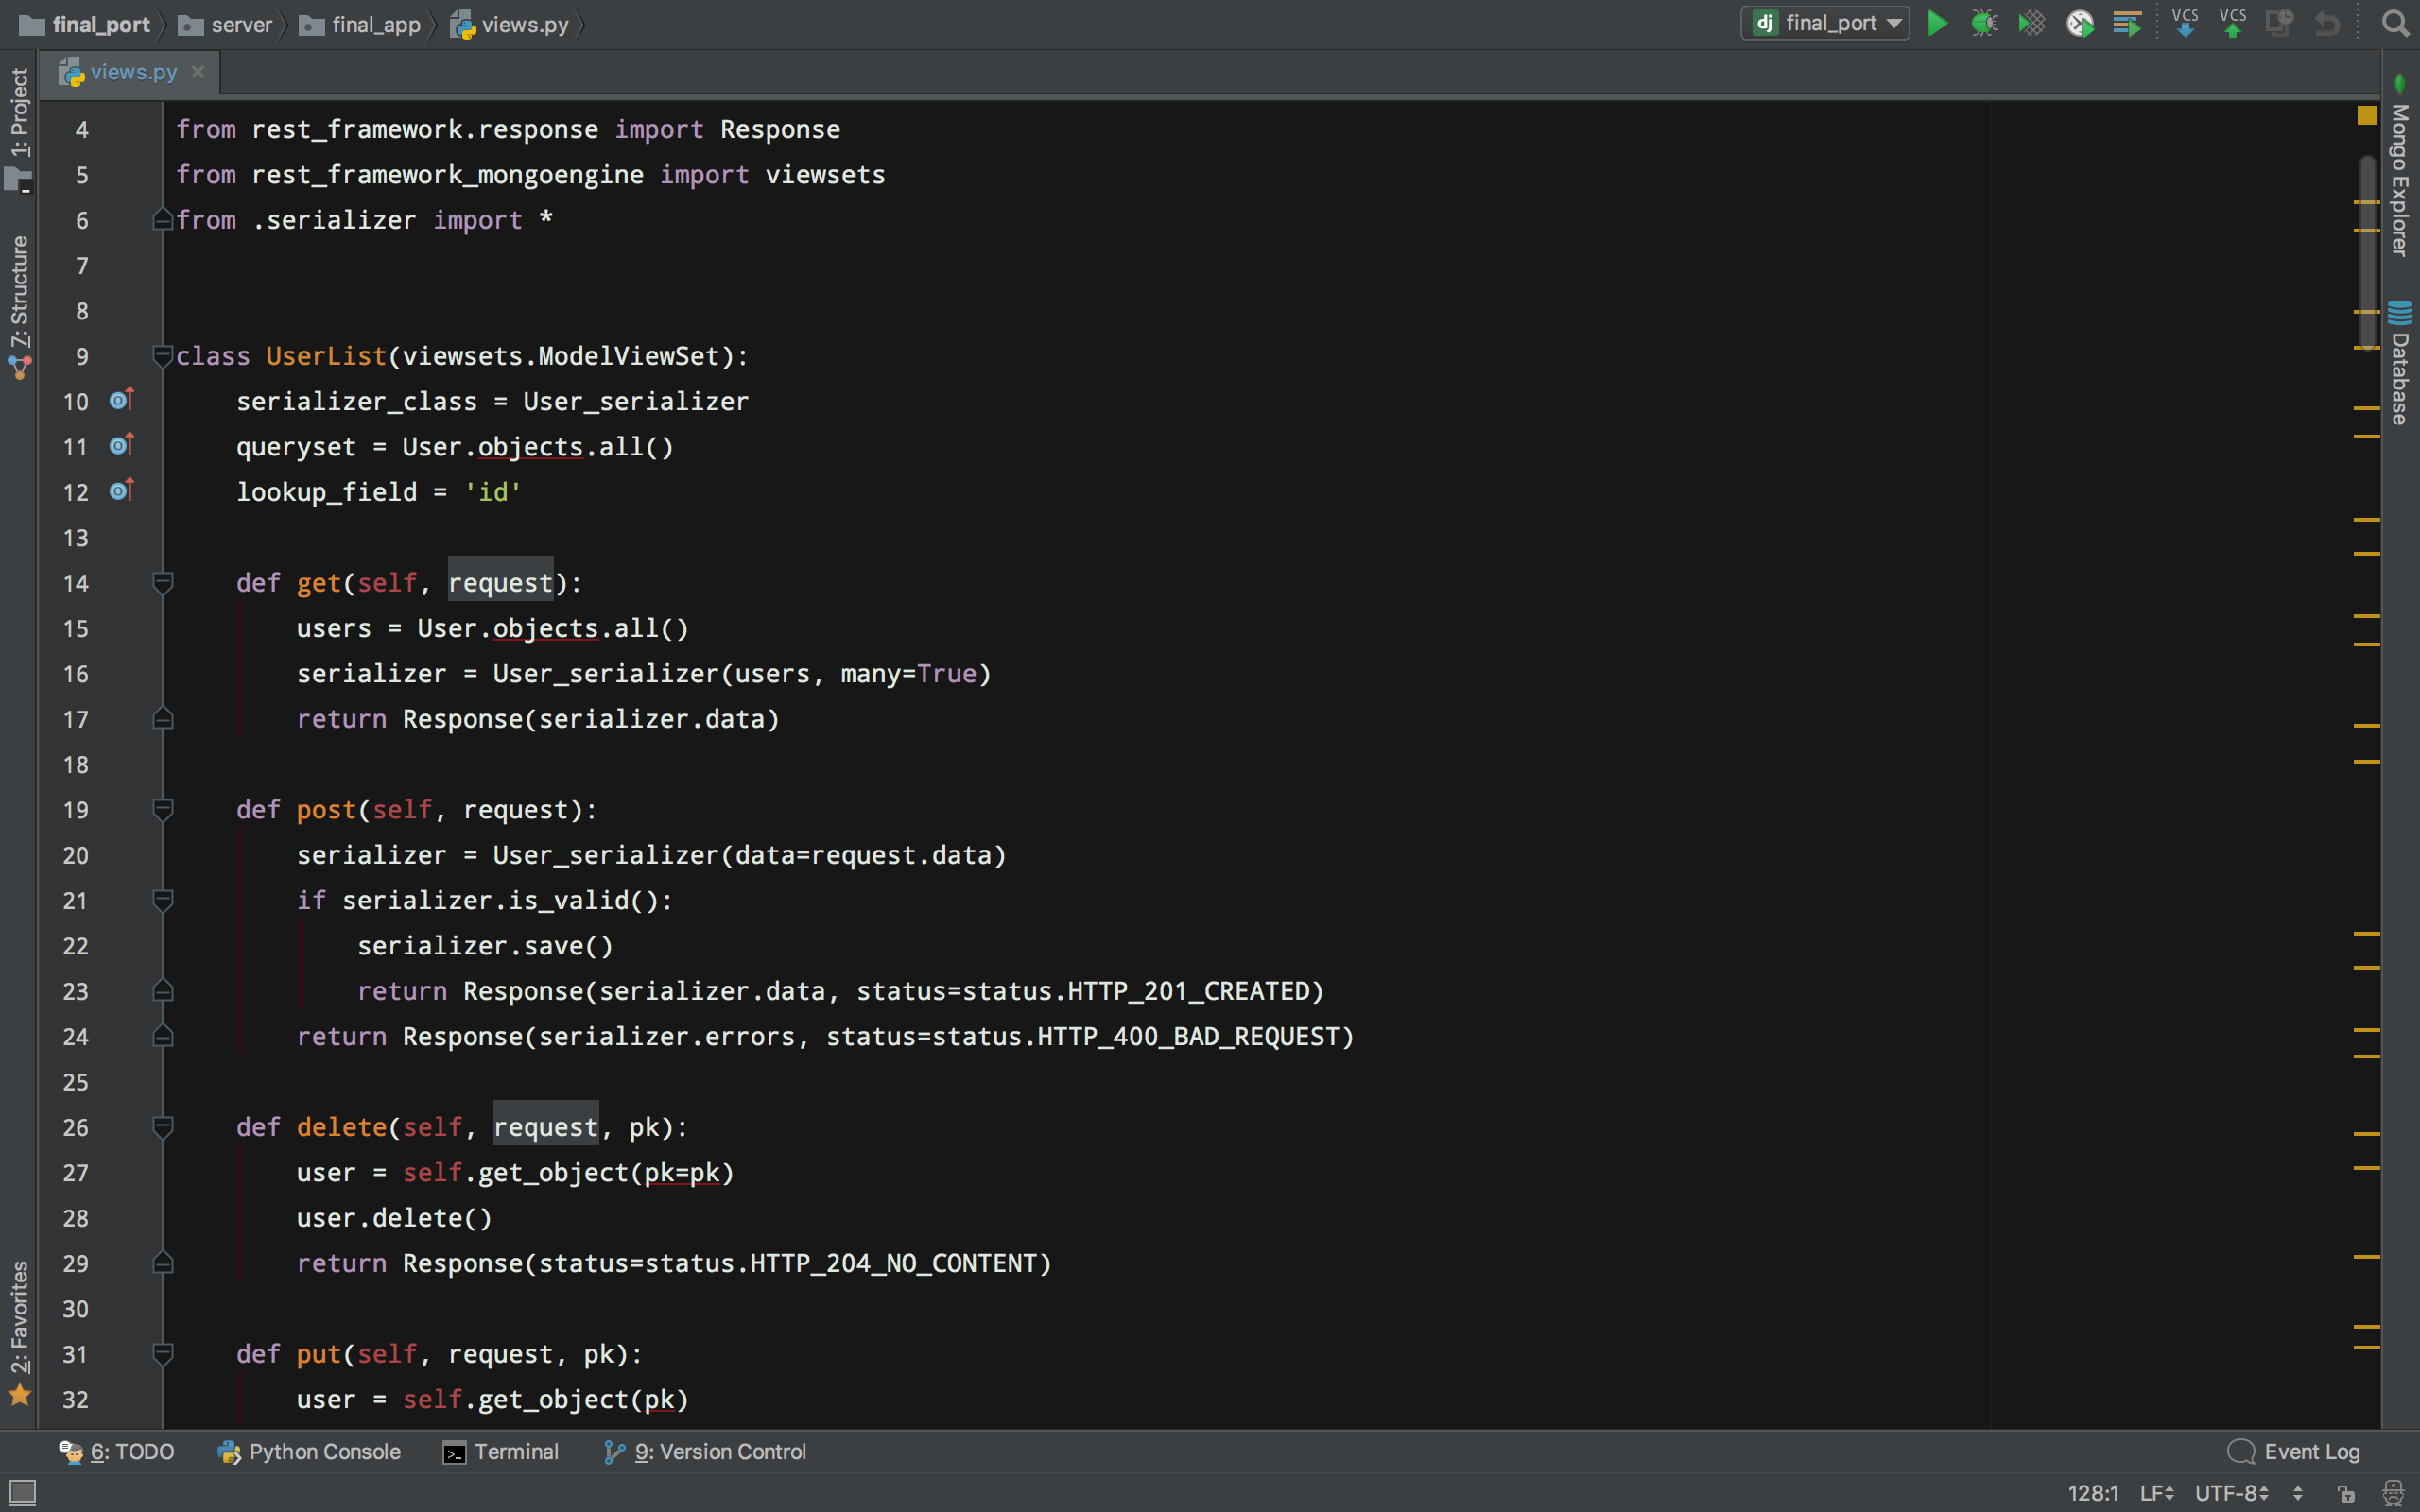 final_port server final_app views.py
dj final_port VCS VCS
views.py
1: Project
Z: Structure
2: Favorites
4 from rest_framework.response import Response
5 from rest_framework_mongoengine import viewsets
6 from .serializer import *
7
8
9 class UserList(viewsets.ModelViewSet):
10     serializer_class = User_serializer
11     queryset = User.objects.all()
12     lookup_field = 'id'
13
14     def get(self, request):
15         users = User.objects.all()
16         serializer = User_serializer(users, many=True)
17         return Response(serializer.data)
18
19     def post(self, request):
20         serializer = User_serializer(data=request.data)
21         if serializer.is_valid():
22             serializer.save()
23             return Response(serializer.data, status=status.HTTP_201_CREATED)
24         return Response(serializer.errors, status=status.HTTP_400_BAD_REQUEST)
25
26     def delete(self, request, pk):
27         user = self.get_object(pk=pk)
28         user.delete()
29         return Response(status=status.HTTP_204_NO_CONTENT)
30
31     def put(self, request, pk):
32         user = self.get_object(pk)
Mongo Explorer
Database
6: TODO Python Console Terminal 9: Version Control Event Log
128:1 LF UTF-8